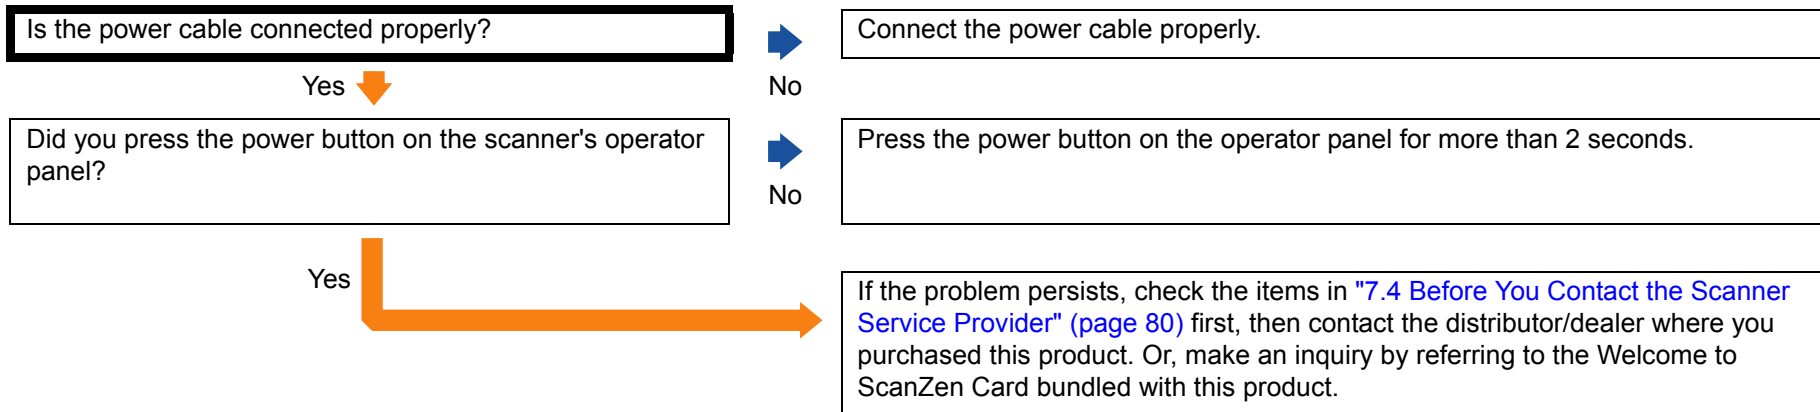 Is the power cable connected properly?
Connect the power cable properly.
Yes
No
Did you press the power button on the scanner's operator
panel?
Press the power button on the operator panel for more than 2 seconds.
No
Yes
If the problem persists, check the items in "7.4 Before You Contact the Scanner
Service Provider" (page 80) first, then contact the distributor/dealer where you
purchased this product. Or, make an inquiry by referring to the Welcome to
ScanZen Card bundled with this product.